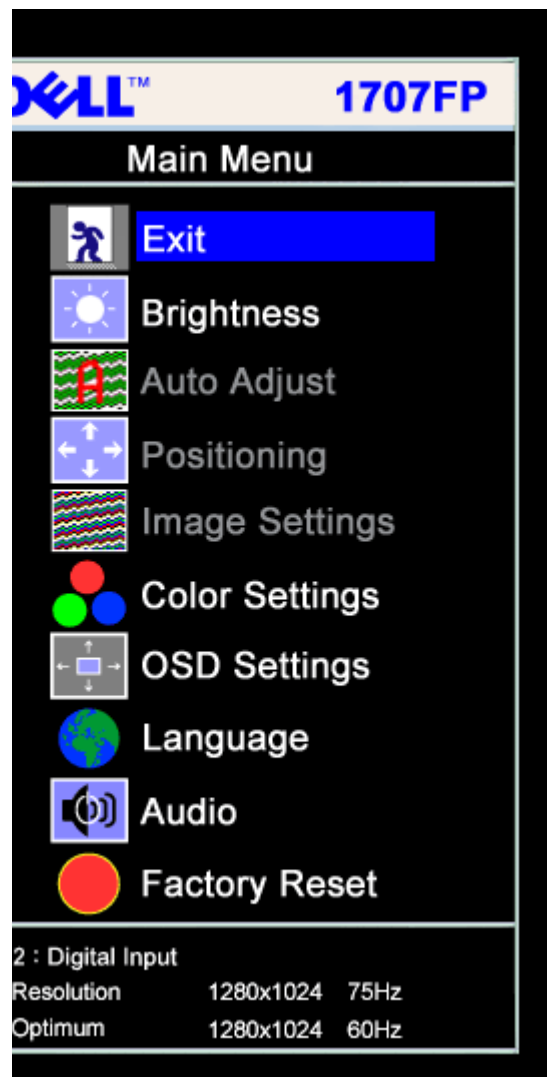 DELL™ 1707FP
Main Menu
Exit
Brightness
Auto Adjust
Positioning
Image Settings
Color Settings
OSD Settings
Language
Audio
Factory Reset
2 : Digital Input
Resolution 1280x1024 75Hz
Optimum 1280x1024 60Hz